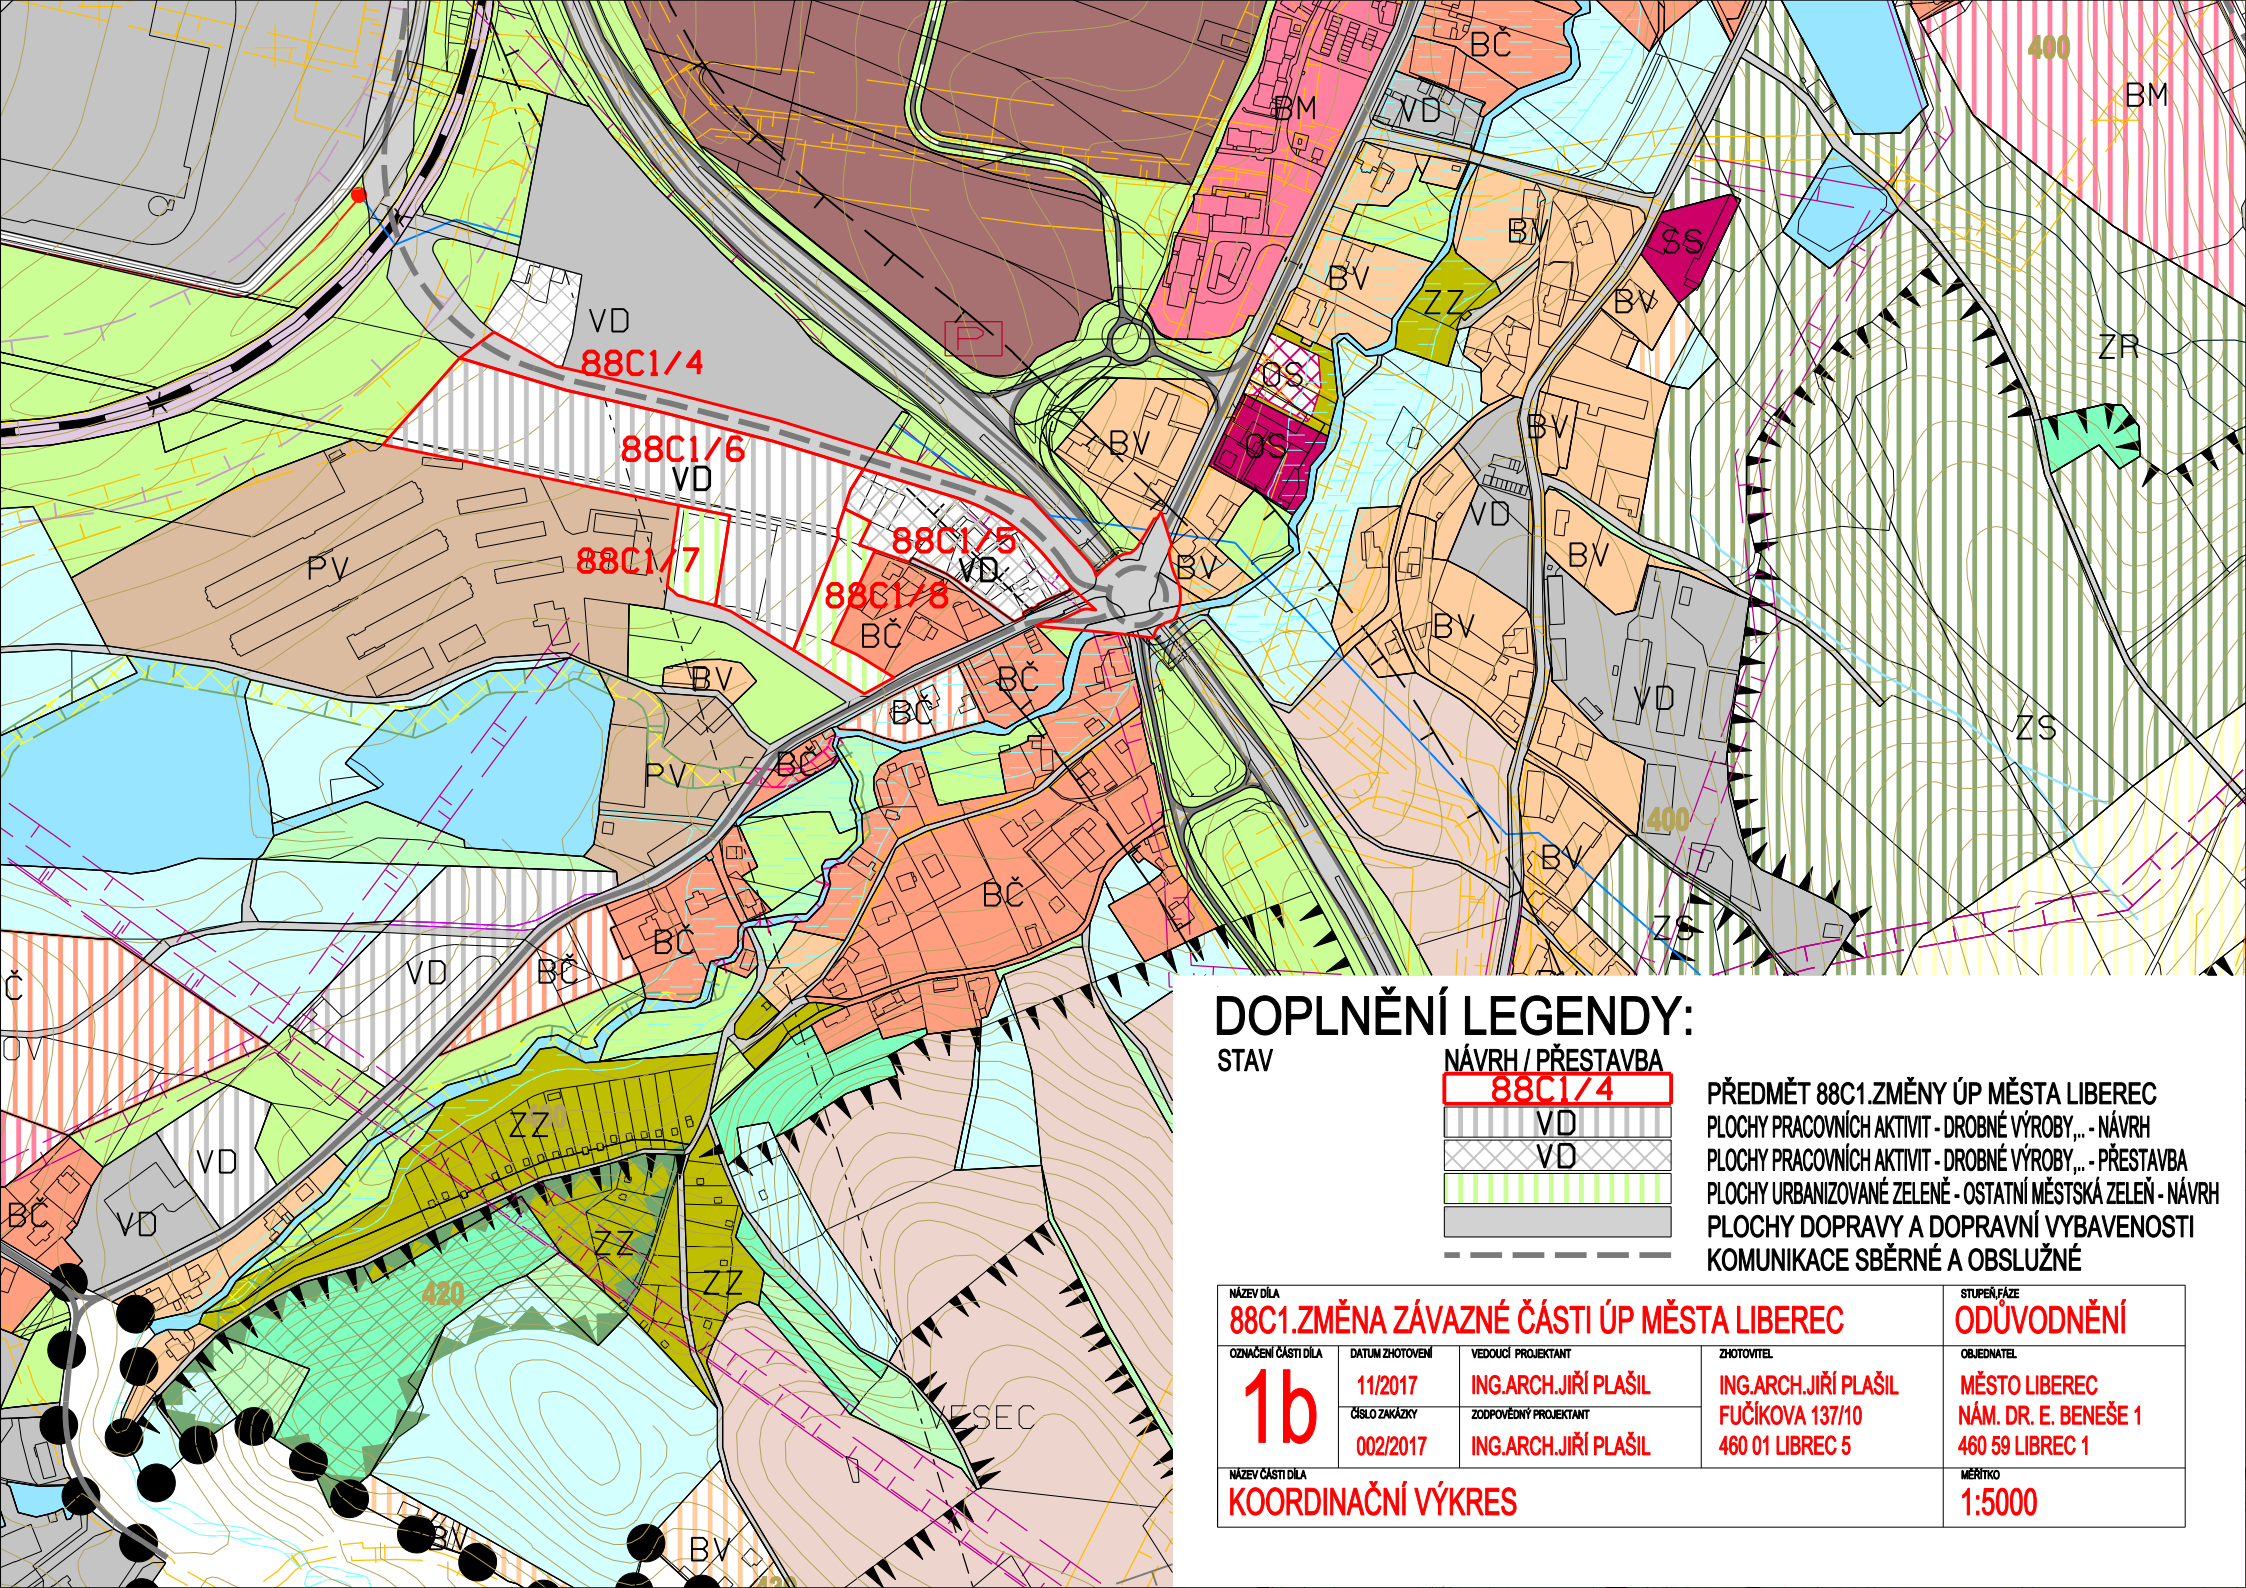 400
BČ
BM
BM
VD
BV
SS
BV
ZZ
BV
VD
P
ZR
88C1/4
OS
BV
BV
OS
88C1/6
VD
VD
88C1/5
BV
PV
88C1/7
VD
BV
88C1/8
BV
BČ
BV
BČ
VD
BČ
ZS
BČ
PV
400
BV
BČ
ZS
BČ
VD
BČ
Č
OV
ZZ
VD
BČ
VD
ZZ
ZZ
420
VESEC
BV
BV
DOPLNĚNÍ LEGENDY:
STAV
NÁVRH / PŘESTAVBA
88C1/4 PŘEDMĚT 88C1.ZMĚNY ÚP MĚSTA LIBEREC
VD PLOCHY PRACOVNÍCH AKTIVIT - DROBNÉ VÝROBY,.. - NÁVRH
VD PLOCHY PRACOVNÍCH AKTIVIT - DROBNÉ VÝROBY,.. - PŘESTAVBA
PLOCHY URBANIZOVANÉ ZELENĚ - OSTATNÍ MĚSTSKÁ ZELEŇ - NÁVRH
PLOCHY DOPRAVY A DOPRAVNÍ VYBAVENOSTI
KOMUNIKACE SBĚRNÉ A OBSLUŽNÉ
NÁZEV DÍLA
88C1.ZMĚNA ZÁVAZNÉ ČÁSTI ÚP MĚSTA LIBEREC
STUPEŇ,FÁZE
ODŮVODNĚNÍ
OZNAČENÍ ČÁSTI DÍLA
1b
DATUM ZHOTOVENÍ
11/2017
ČÍSLO ZAKÁZKY
002/2017
VEDOUCÍ PROJEKTANT
ING.ARCH.JIŘÍ PLAŠIL
ZODPOVĚDNÝ PROJEKTANT
ING.ARCH.JIŘÍ PLAŠIL
ZHOTOVITEL
ING.ARCH.JIŘÍ PLAŠIL
FUČÍKOVA 137/10
460 01 LIBREC 5
OBJEDNATEL
MĚSTO LIBEREC
NÁM. DR. E. BENEŠE 1
460 59 LIBREC 1
NÁZEV ČÁSTI DÍLA
KOORDINAČNÍ VÝKRES
MĚŘÍTKO
1:5000